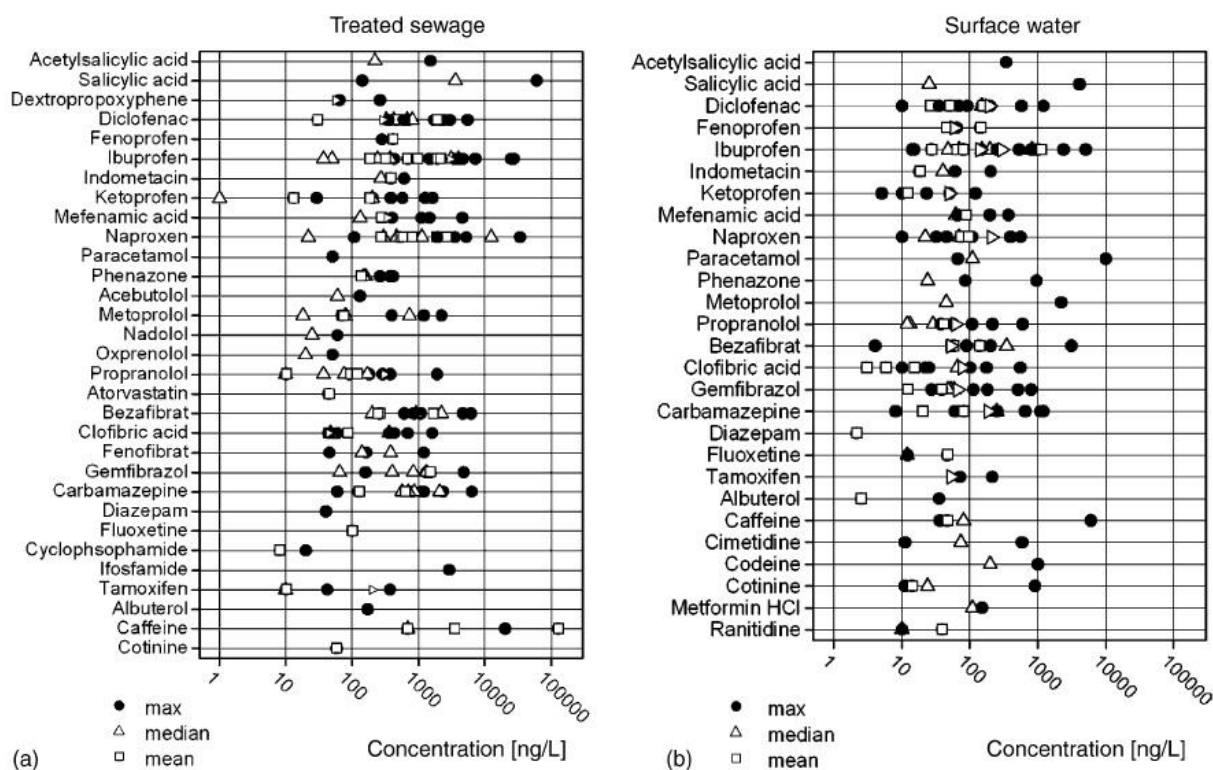 Treated sewage
Acetylsalicylic acid
Salicylic acid
Dextropropoxyphene
Diclofenac
Fenoprofen
Ibuprofen
Indometacin
Ketoprofen
Mefenamic acid
Naproxen
Paracetamol
Phenazone
Acebutolol
Metoprolol
Nadolol
Oxprenolol
Propranolol
Atorvastatin
Bezafibrat
Clofibric acid
Fenofibrat
Gemfibrazol
Carbamazepine
Diazepam
Fluoxetine
Cyclophsophamide
Ifosfamide
Tamoxifen
Albuterol
Caffeine
Cotinine
1 10 100 1000 10000 100000
max
median
mean
Concentration [ng/L]
(a)
Surface water
Acetylsalicylic acid
Salicylic acid
Diclofenac
Fenoprofen
Ibuprofen
Indometacin
Ketoprofen
Mefenamic acid
Naproxen
Paracetamol
Phenazone
Metoprolol
Propranolol
Bezafibrat
Clofibric acid
Gemfibrazol
Carbamazepine
Diazepam
Fluoxetine
Tamoxifen
Albuterol
Caffeine
Cimetidine
Codeine
Cotinine
Metformin HCl
Ranitidine
1 10 100 1000 10000 100000
max
median
mean
Concentration [ng/L]
(b)